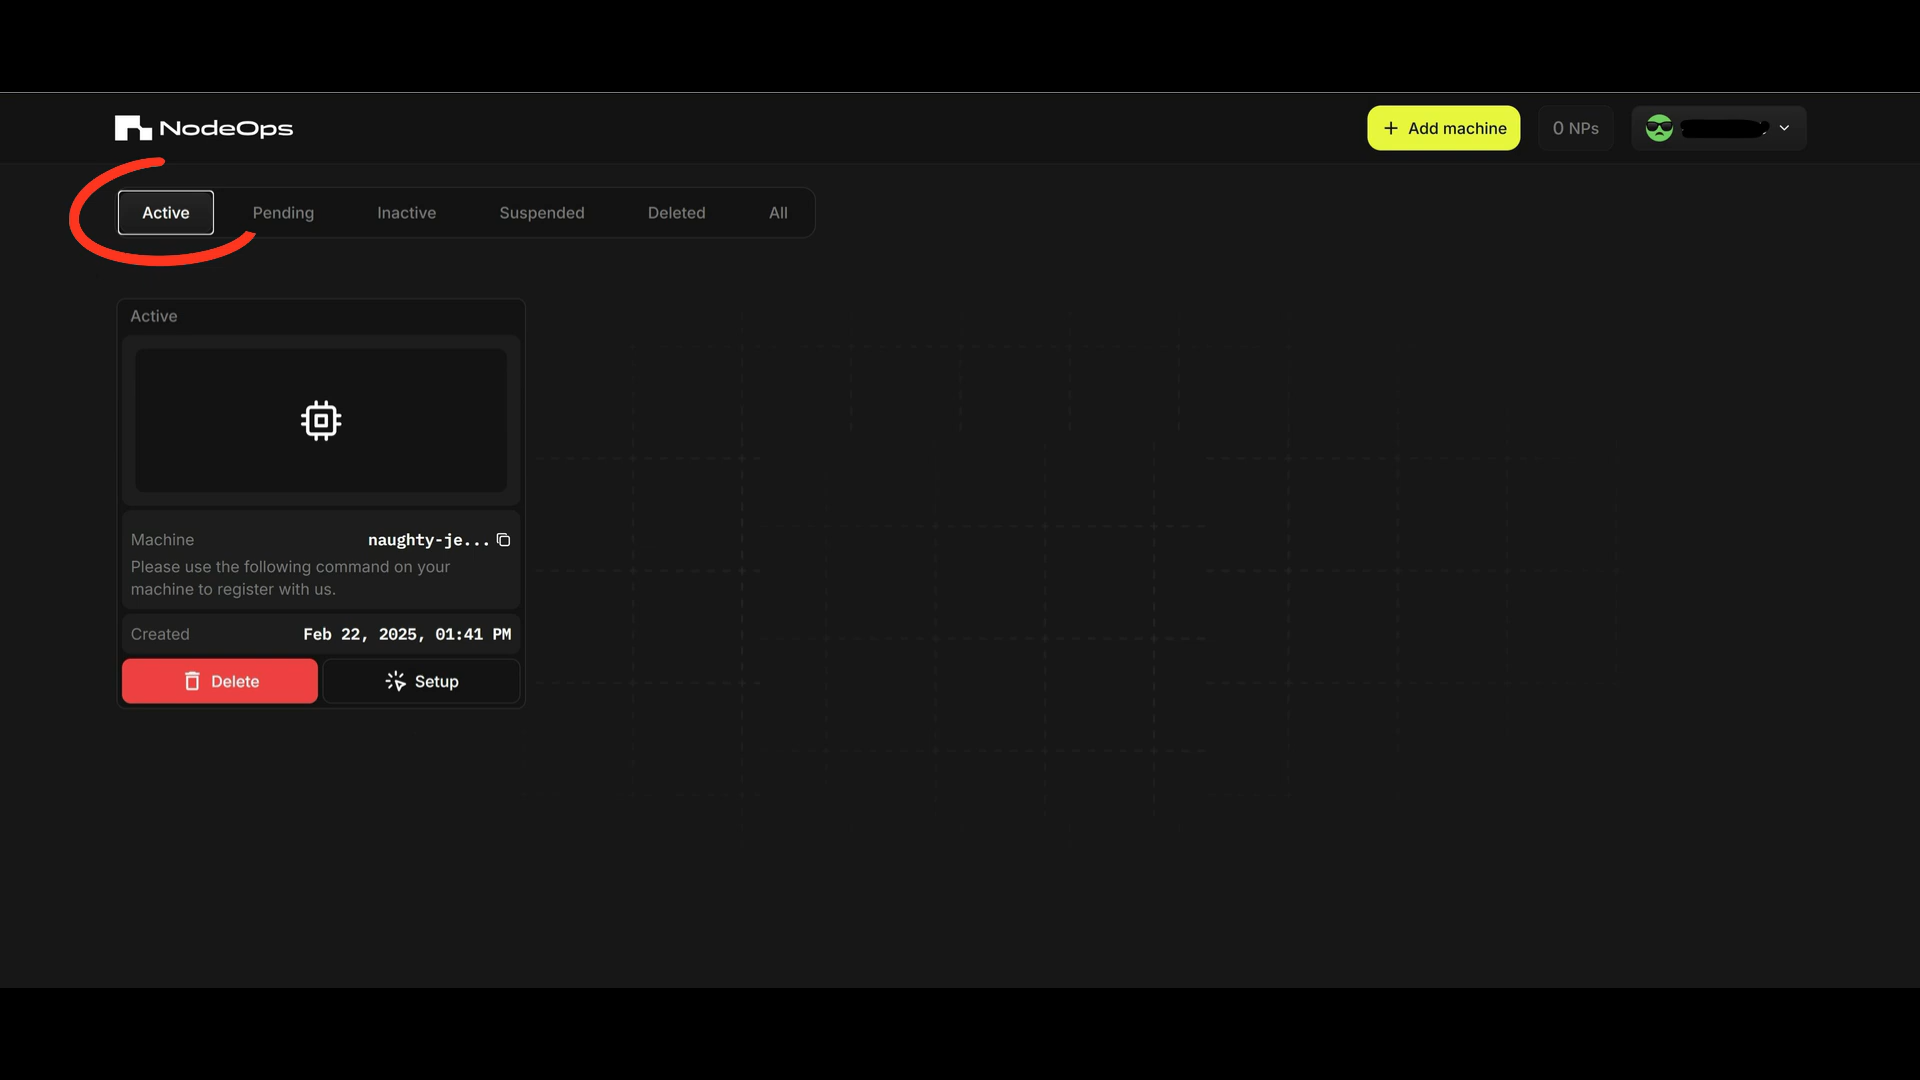 NodeOps
+ Add machine
0 NPs
Active
Pending
Inactive
Suspended
Deleted
All
Active
Machine
naughty-je...
Please use the following command on your
machine to register with us.
Created
Feb 22, 2025, 01:41 PM
Delete
Setup